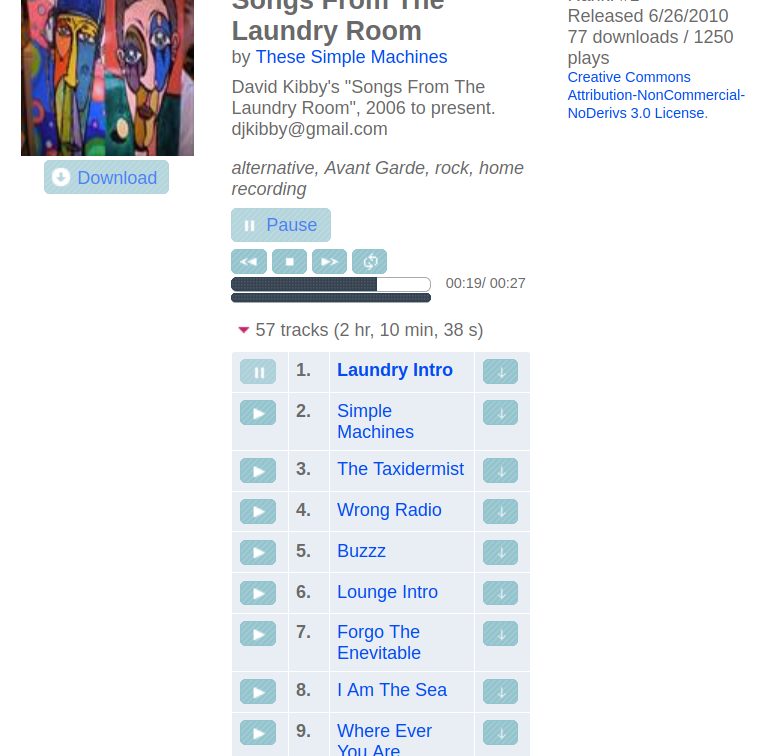 Songs From The
Laundry Room
by These Simple Machines
David Kibby's "Songs From The
Laundry Room", 2006 to present.
djkibby@gmail.com
alternative, Avant Garde, rock, home
recording
Download
Pause
00:19/ 00:27
57 tracks (2 hr, 10 min, 38 s)
1. Laundry Intro
2. Simple
Machines
3. The Taxidermist
4. Wrong Radio
5. Buzzz
6. Lounge Intro
7. Forgo The
Enevitable
8. I Am The Sea
9. Where Ever
You Are
Released 6/26/2010
77 downloads / 1250
plays
Creative Commons
Attribution-NonCommercial-
NoDerivs 3.0 License.